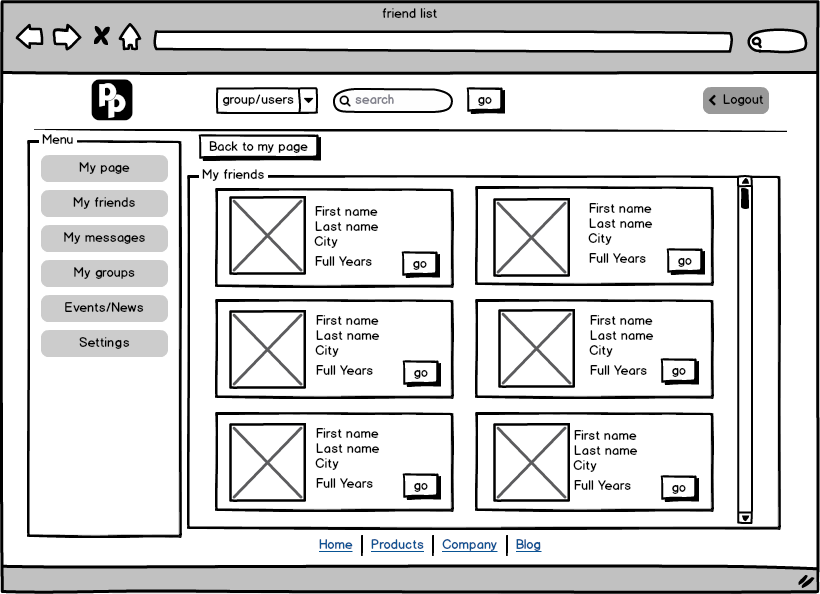 friend list
Pp
group/users
search
go
Logout
Menu
My page
My friends
My messages
My groups
Events/News
Settings
Back to my page
My friends
First name
Last name
City
Full Years
go
First name
Last name
City
Full Years
go
First name
Last name
City
Full Years
go
First name
Last name
City
Full Years
go
First name
Last name
City
Full Years
go
First name
Last name
City
Full Years
go
Home Products Company Blog